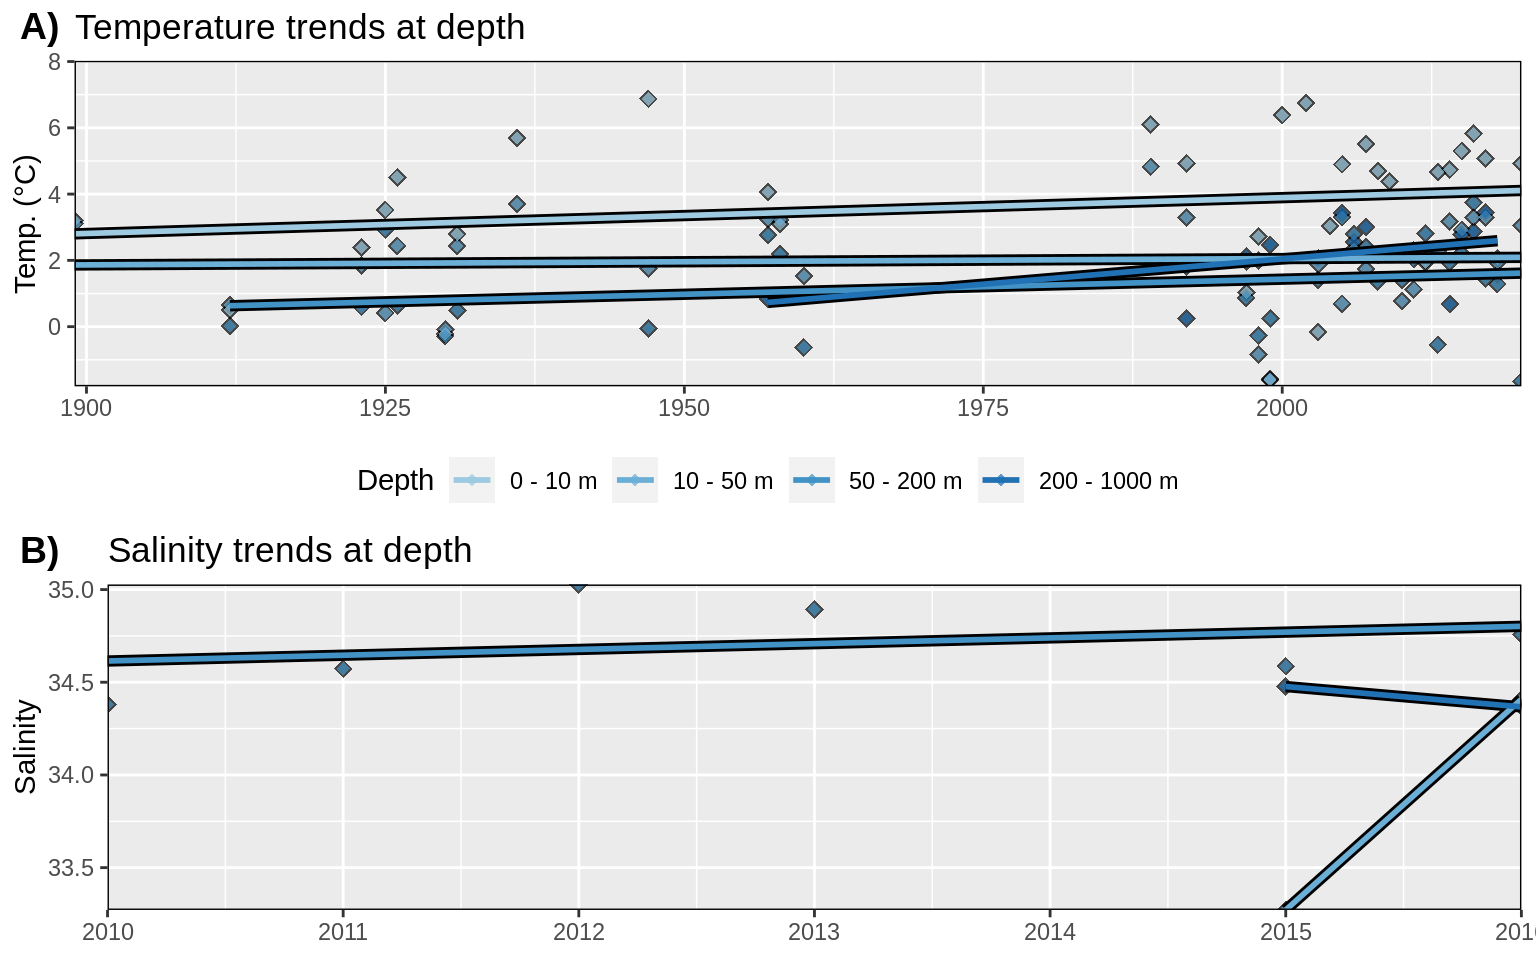 A) Temperature trends at depth
8
6
4
2
0
Temp. (°C)
1900 1925 1950 1975 2000
Depth 0 - 10 m 10 - 50 m 50 - 200 m 200 - 1000 m
B) Salinity trends at depth
35.0
34.5
34.0
33.5
Salinity
2010 2011 2012 2013 2014 2015